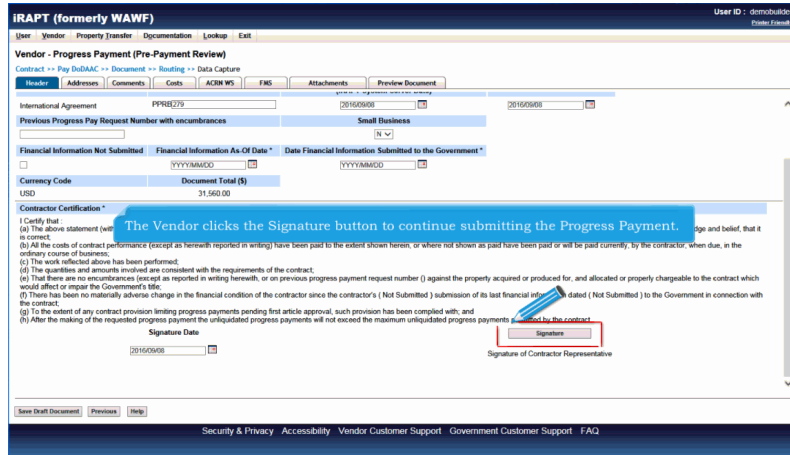 iRAPT (formerly WAWF)
User ID : demobuilde
Printer Friendl
User Vendor Property Transfer Documentation Lookup Exit
Vendor - Progress Payment (Pre-Payment Review)
Contract >> Pay DoDAAC >> Document >> Routing >> Data Capture
Header Addresses Comments Costs ACRN WS FMS Attachments Preview Document
International Agreement PPRB279 2016/09/08 2016/09/08
Previous Progress Pay Request Number with encumbrances Small Business
N
Financial Information Not Submitted Financial Information As-Of Date * Date Financial Information Submitted to the Government *
YYYY/MM/DD YYYY/MM/DD
Currency Code Document Total ($)
USD 31,560.00
Contractor Certification *
The Vendor clicks the Signature button to continue submitting the Progress Payment.
I Certify that :
(a) The above statement (with dge and belief, that it
is correct;
(b) All the costs of contract performance (except as herewith reported in writing) have been paid to the extent shown herein, or where not shown as paid have been paid or will be paid currently, by the contractor, when due, in the
ordinary course of business;
(c) The work reflected above has been performed;
(d) The quantities and amounts involved are consistent with the requirements of the contract;
(e) That there are no encumbrances (except as reported in writing herewith, or on previous progress payment request number () against the property acquired or produced for, and allocated or properly chargeable to the contract which
would affect or impair the Government's title;
(f) There has been no materially adverse change in the financial condition of the contractor since the contractor's ( Not Submitted ) submission of its last financial dated ( Not Submitted ) to the Government in connection with
the contract;
(g) To the extent of any contract provision limiting progress payments pending first article approval, such provision has been complied with; and
(h) After the making of the requested progress payment the unliquidated progress payments will not exceed the maximum unliquidated progress payments by the contract.
Signature Date Signature
2016/09/08
Signature of Contractor Representative
Save Draft Document Previous Help
Security & Privacy Accessibility Vendor Customer Support Government Customer Support FAQ